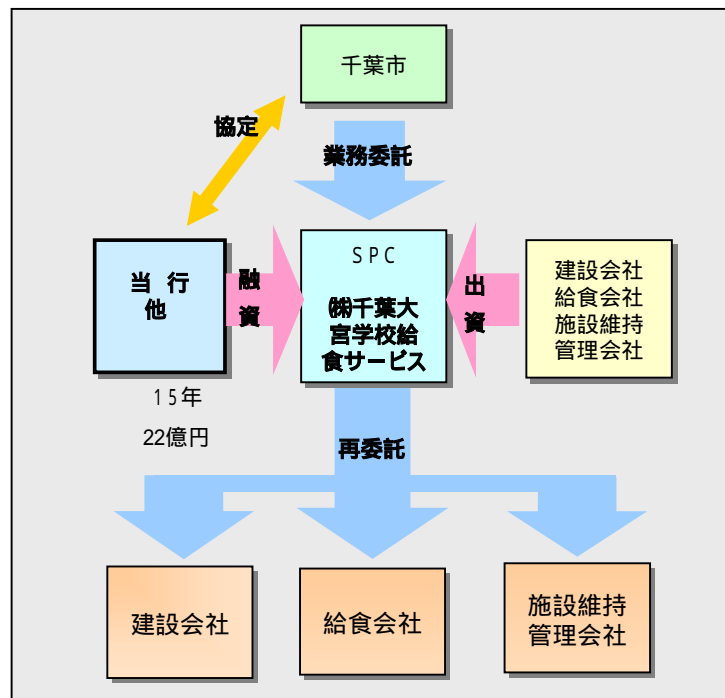 千葉市
協定
業務委託
当 行
他
融
資
SPC
㈱千葉大
宮学校給
食サービス
出
資
建設会社
給食会社
施設維持
管理会社
15年
22億円
再委託
建設会社
給食会社
施設維持
管理会社